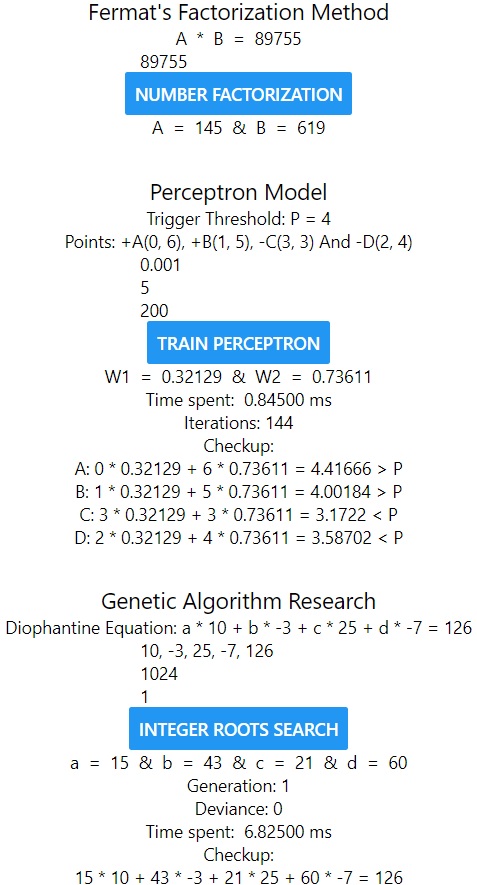 Fermat's Factorization Method
A * B = 89755
89755
NUMBER FACTORIZATION
A = 145 & B = 619
Perceptron Model
Trigger Threshold: P = 4
Points: +A(0, 6), +B(1, 5), -C(3, 3) And -D(2, 4)
0.001
5
200
TRAIN PERCEPTRON
W1 = 0.32129 & W2 = 0.73611
Time spent: 0.84500 ms
Iterations: 144
Checkup:
A: 0 * 0.32129 + 6 * 0.73611 = 4.41666 > P
B: 1 * 0.32129 + 5 * 0.73611 = 4.00184 > P
C: 3 * 0.32129 + 3 * 0.73611 = 3.1722 < P
D: 2 * 0.32129 + 4 * 0.73611 = 3.58702 < P
Genetic Algorithm Research
Diophantine Equation: a * 10 + b * -3 + c * 25 + d * -7 = 126
10, -3, 25, -7, 126
1024
1
INTEGER ROOTS SEARCH
a = 15 & b = 43 & c = 21 & d = 60
Generation: 1
Deviance: 0
Time spent: 6.82500 ms
Checkup:
15 * 10 + 43 * -3 + 21 * 25 + 60 * -7 = 126